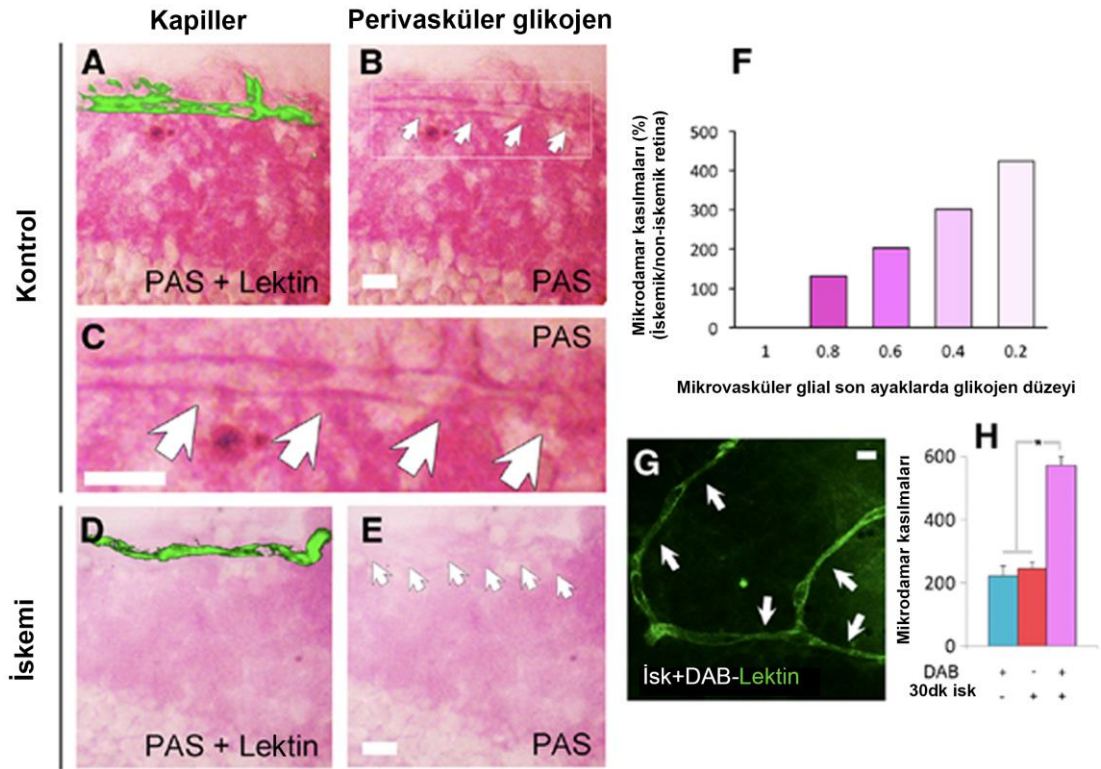 Kapiller
Perivasküler glikojen
Kontrol
A
PAS + Lektin
B
PAS
C
PAS
İskemi
D
PAS + Lektin
E
PAS
F
Mikrodamar kasılmaları (%)
(İskemik/non-iskemik retina)
500
400
300
200
100
0
1 0.8 0.6 0.4 0.2
Mikrovasküler glial son ayaklarda glikojen düzeyi
G
İsk+DAB-Lektin
H
Mikrodamar kasılmaları
600
400
200
0
DAB + - +
30dk isk - + +